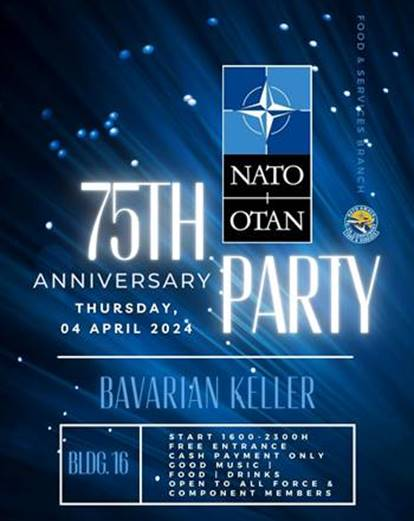 FOOD & SERVICES BRANCH
NATO
OTAN
75TH
ANNIVERSARY
PARTY
THURSDAY,
04 APRIL 2024
BAVARIAN KELLER
BLDG. 16
START 1600-2300H
FREE ENTRANCE
CASH PAYMENT ONLY
GOOD MUSIC |
FOOD | DRINKS
OPEN TO ALL FORCE &
COMPONENT MEMBERS